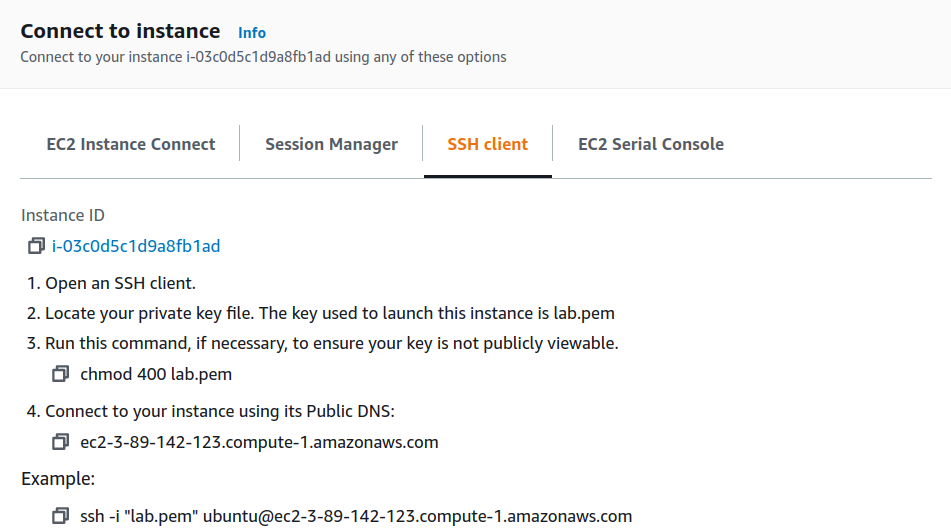 Connect to instance Info
Connect to your instance i-03c0d5c1d9a8fb1ad using any of these options
EC2 Instance Connect
Session Manager
SSH client
EC2 Serial Console
Instance ID
i-03c0d5c1d9a8fb1ad
1. Open an SSH client.
2. Locate your private key file. The key used to launch this instance is lab.pem
3. Run this command, if necessary, to ensure your key is not publicly viewable.
chmod 400 lab.pem
4. Connect to your instance using its Public DNS:
ec2-3-89-142-123.compute-1.amazonaws.com
Example:
ssh -i "lab.pem" ubuntu@ec2-3-89-142-123.compute-1.amazonaws.com